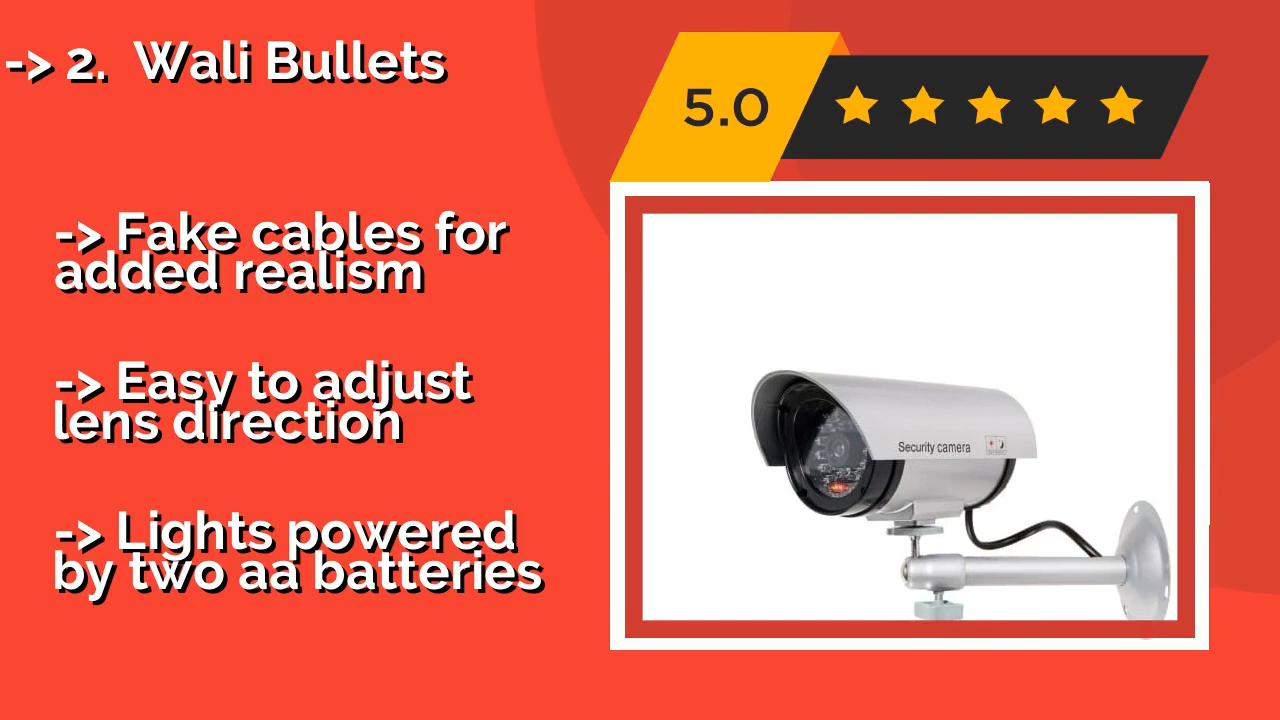 -> 2. Wali Bullets
5.0
-> Fake cables for
added realism
-> Easy to adjust
lens direction
-> Lights powered
by two aa batteries
Security camera